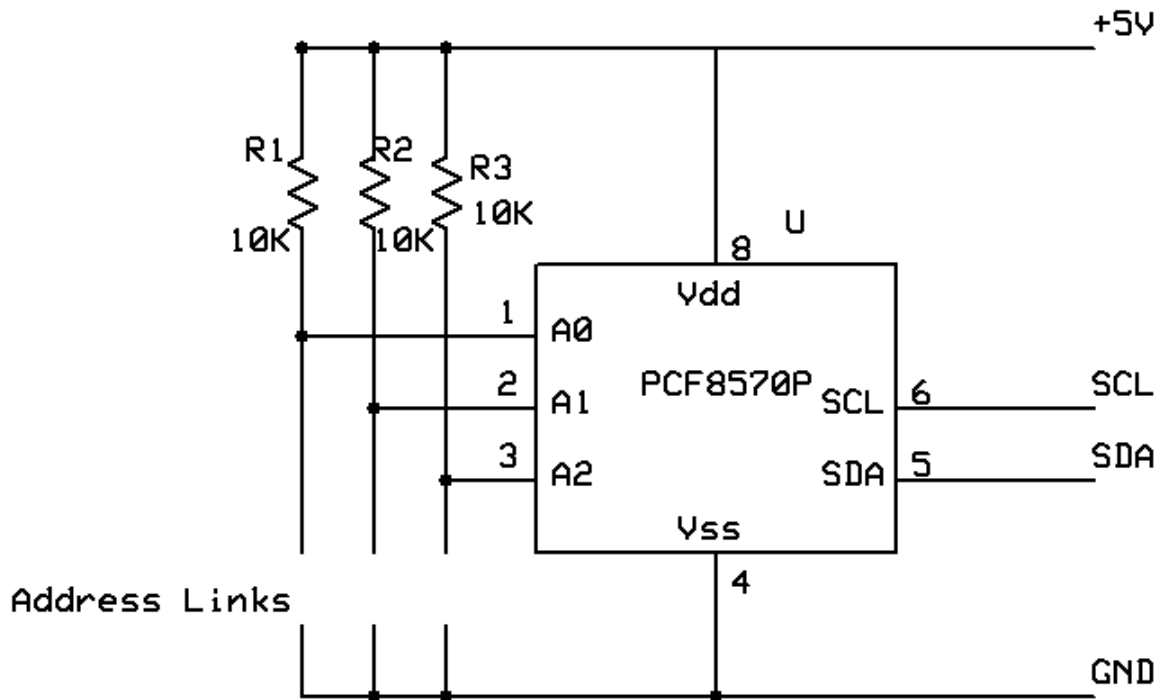 +5V
R1
R2
R3
10K
10K
10K
U
8
Vdd
1
A0
PCF8570P
2
A1
SCL
6
SCL
3
A2
SDA
5
SDA
Vss
4
Address Links
GND